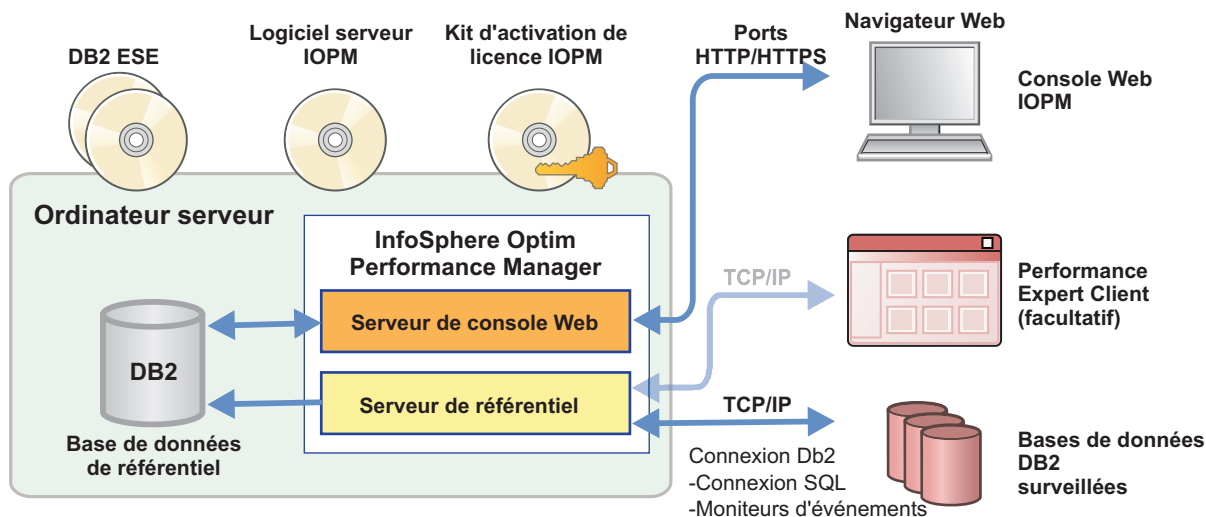 DB2 ESE
Logiciel serveur
IOPM
Kit d'activation de
licence IOPM
Ports
HTTP/HTTPS
Navigateur Web
Console Web
IOPM
Ordinateur serveur
InfoSphere Optim
Performance Manager
Serveur de console Web
Serveur de référentiel
DB2
Base de données
de référentiel
TCP/IP
Performance
Expert Client
(facultatif)
TCP/IP
Connexion Db2
-Connexion SQL
-Moniteurs d'événements
Bases de données
DB2
surveillées